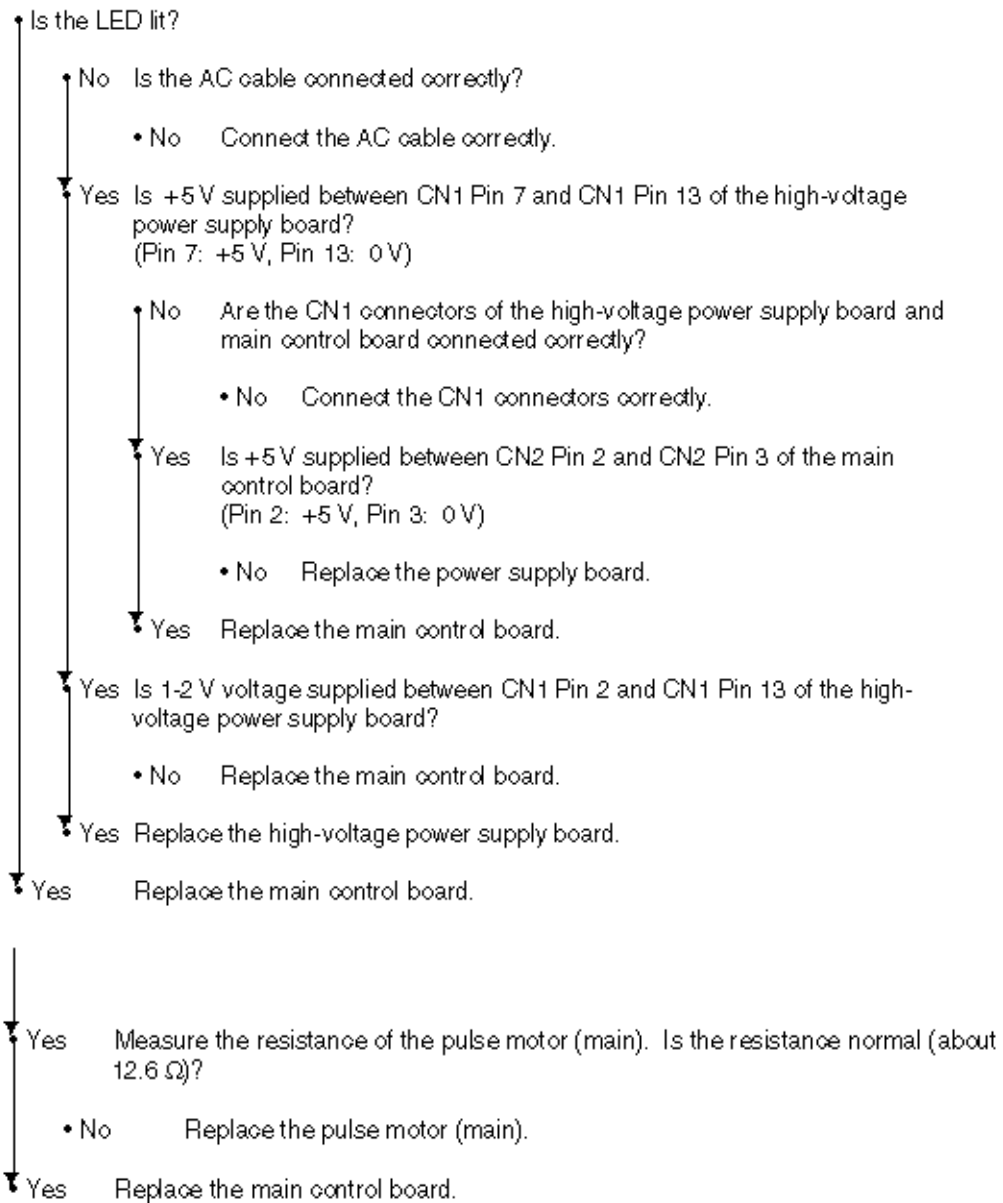 • Is the LED lit?
• No Is the AC cable connected correctly?
• No Connect the AC cable correctly.
• Yes Is +5 V supplied between CN1 Pin 7 and CN1 Pin 13 of the high-voltage
power supply board?
(Pin 7: +5 V, Pin 13: 0 V)
• No Are the CN1 connectors of the high-voltage power supply board and
main control board connected correctly?
• No Connect the CN1 connectors correctly.
• Yes Is +5 V supplied between CN2 Pin 2 and CN2 Pin 3 of the main
control board?
(Pin 2: +5 V, Pin 3: 0 V)
• No Replace the power supply board.
• Yes Replace the main control board.
• Yes Is 1-2 V voltage supplied between CN1 Pin 2 and CN1 Pin 13 of the high-
voltage power supply board?
• No Replace the main control board.
• Yes Replace the high-voltage power supply board.
• Yes Replace the main control board.
• Yes Measure the resistance of the pulse motor (main). Is the resistance normal (about
12.6 Ω)?
• No Replace the pulse motor (main).
• Yes Replace the main control board.